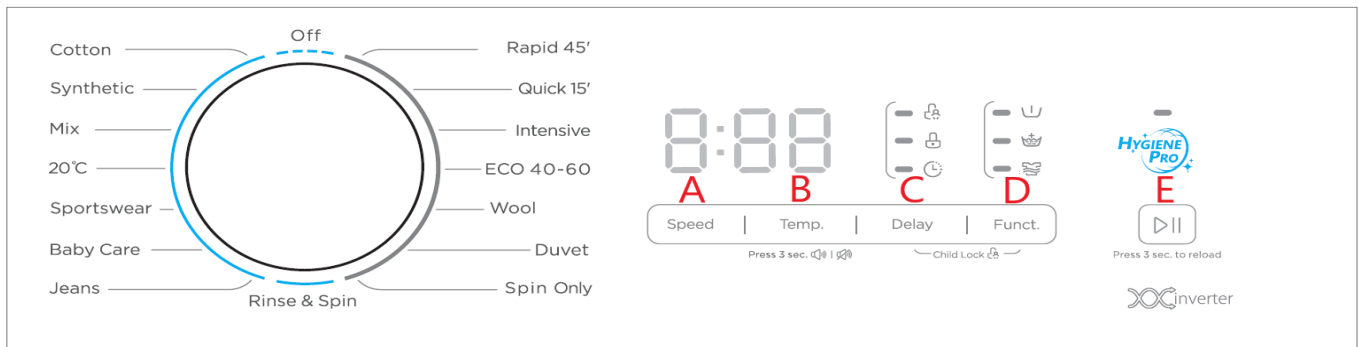 Off
Cotton
Rapid 45'
Synthetic
Quick 15'
Mix
Intensive
20℃
ECO 40-60
Sportswear
Wool
Baby Care
Duvet
Jeans
Spin Only
Rinse & Spin
8:88
HYGIENE
PRO
A B C D E
Speed | Temp. | Delay | Funct.
Press 3 sec. |
Child Lock
Press 3 sec. to reload
inverter